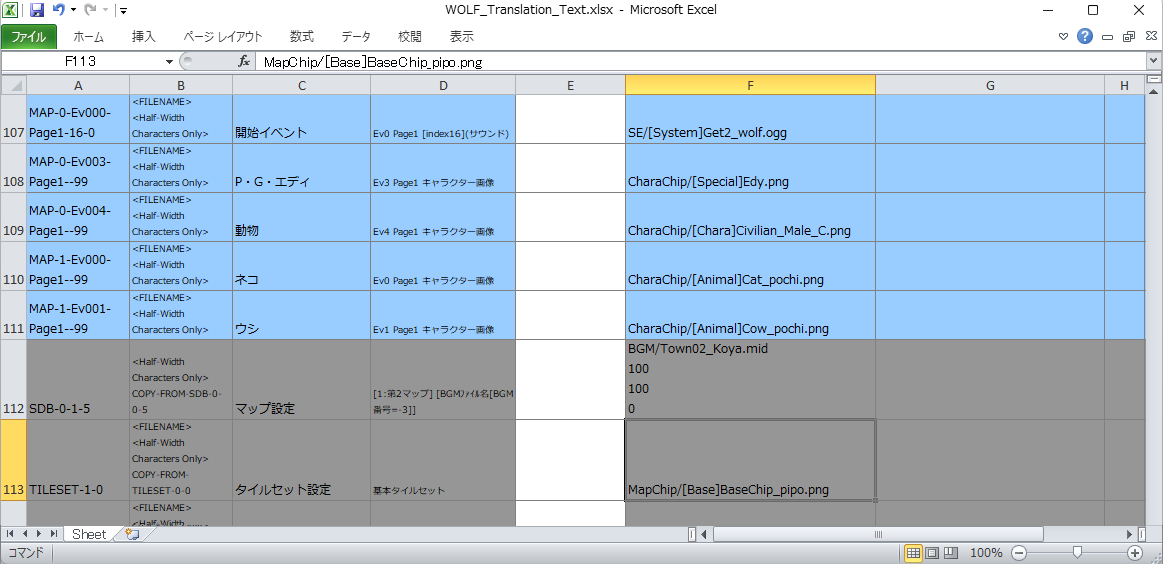 WOLF_Translation_Text.xlsx - Microsoft Excel
ファイル ホーム 挿入 ページ レイアウト 数式 データ 校閲 表示
F113 fx MapChip/[Base]BaseChip_pipo.png
A B C D E F G H
107
MAP-0-Ev000-
Page1-16-0
<FILENAME>
<Half-Width
Characters Only>
開始イベント
Ev0 Page1 [index16](サウンド)
SE/[System]Get2_wolf.ogg
108
MAP-0-Ev003-
Page1--99
<FILENAME>
<Half-Width
Characters Only>
P・G・エディ
Ev3 Page1 キャラクター画像
CharaChip/[Special]Edy.png
109
MAP-0-Ev004-
Page1--99
<FILENAME>
<Half-Width
Characters Only>
動物
Ev4 Page1 キャラクター画像
CharaChip/[Chara]Civilian_Male_C.png
110
MAP-1-Ev000-
Page1--99
<FILENAME>
<Half-Width
Characters Only>
ネコ
Ev0 Page1 キャラクター画像
CharaChip/[Animal]Cat_pochi.png
111
MAP-1-Ev001-
Page1--99
<FILENAME>
<Half-Width
Characters Only>
ウシ
Ev1 Page1 キャラクター画像
CharaChip/[Animal]Cow_pochi.png
112
SDB-0-1-5
<Half-Width
Characters Only>
COPY-FROM-SDB-0-
0-5
マップ設定
[1:第2マップ] [BGMﾌｧｲﾙ名[BGM
番号=-3]]
BGM/Town02_Koya.mid
100
100
0
113
TILESET-1-0
<FILENAME>
<Half-Width
Characters Only>
COPY-FROM-
TILESET-0-0
タイルセット設定
基本タイルセット
MapChip/[Base]BaseChip_pipo.png
<FILENAME>
<Half-Width
Sheet
コマンド 100%